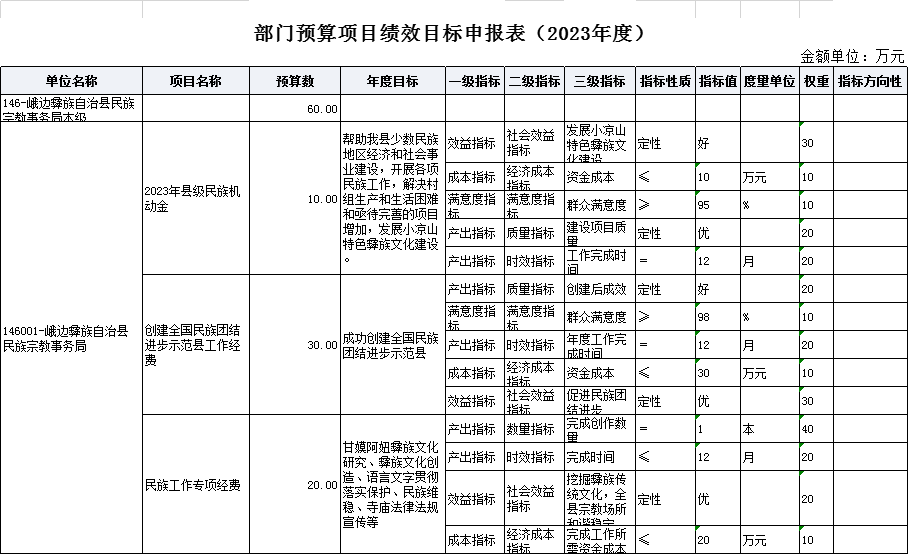 部门预算项目绩效目标申报表（2023年度）
金额单位：万元
单位名称 项目名称 预算数 年度目标 一级指标 二级指标 三级指标 指标性质 指标值 度量单位 权重 指标方向性
146-峨边彝族自治县民族
宗教事务局本级
60.00
146001-峨边彝族自治县
民族宗教事务局
2023年县级民族机
动金
10.00
帮助我县少数民族
地区经济和社会事
业建设，开展各项
民族工作，解决村
组生产和生活困难
和亟待完善的项目
增加，发展小凉山
特色彝族文化建设
。
效益指标 社会效益
指标
发展小凉山
特色彝族文
化建设
定性 好 30
成本指标 经济成本
指标
资金成本 ≤ 10 万元 10
满意度指
标
满意度指
标
群众满意度 ≥ 95 % 10
产出指标 质量指标 建设项目质
量
定性 优 20
产出指标 时效指标 工作完成时
间
＝ 12 月 20
创建全国民族团结
进步示范县工作经
费
30.00
成功创建全国民族
团结进步示范县
产出指标 质量指标 创建后成效 定性 好 20
满意度指
标
满意度指
标
群众满意度 ≥ 98 % 10
产出指标 时效指标 年度工作完
成时间
＝ 12 月 20
成本指标 经济成本
指标
资金成本 ≤ 30 万元 10
效益指标 社会效益
指标
促进民族团
结进步
定性 优 30
民族工作专项经费
20.00
甘嫫阿妞彝族文化
研究、彝族文化创
造、语言文字贯彻
落实保护、民族维
稳、寺庙法律法规
宣传等
产出指标 数量指标 完成创作数
量
＝ 1 本 40
产出指标 时效指标 完成时间 ≤ 12 月 20
效益指标 社会效益
指标
挖掘彝族传
统文化，全
县宗教场所
和谐稳定
定性 优 20
成本指标 经济成本
指标
完成工作所
需资金成本
≤ 20 万元 10